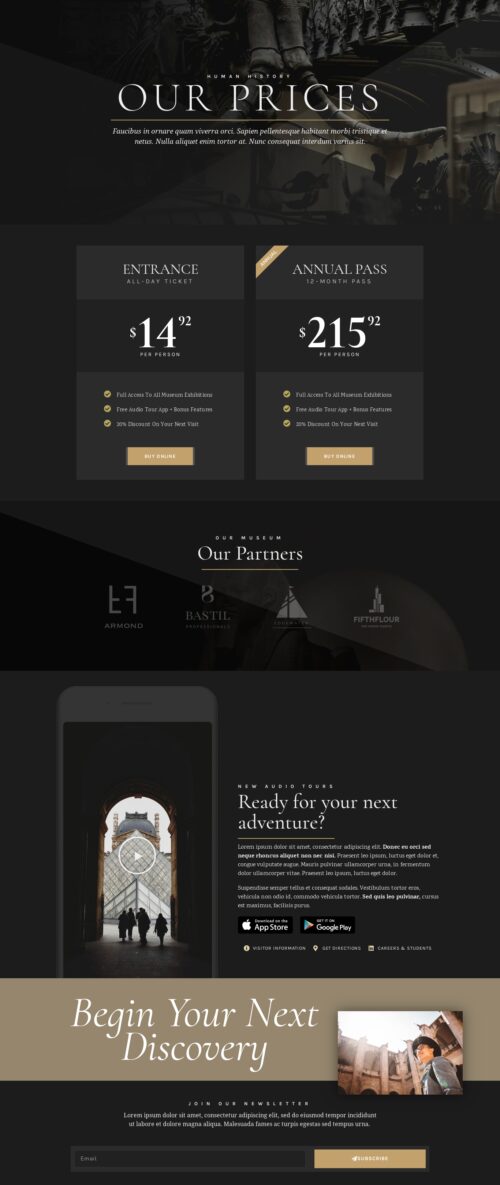 HUMAN HISTORY
OUR PRICES
Faucibus in ornare quam viverra orci. Sapien pellentesque habitant morbi tristique et
netus. Nulla aliquet enim tortor at. Nunc consequat interdum varius sit.
ENTRANCE
ALL-DAY TICKET
$14 92
PER PERSON
Full Access To All Museum Exhibitions
Free Audio Tour App + Bonus Features
20% Discount On Your Next Visit
BUY ONLINE
ANNUAL
ANNUAL PASS
12-MONTH PASS
$215 92
PER PERSON
Full Access To All Museum Exhibitions
Free Audio Tour App + Bonus Features
20% Discount On Your Next Visit
BUY ONLINE
OUR MUSEUM
Our Partners
ARMOND
BASTIL
PROFESSIONALS
FIFTHFLOUR
NEW AUDIO TOURS
Ready for your next
adventure?
Lorem ipsum dolor sit amet, consectetur adipiscing elit. Donec eu orci sed
neque rhoncus aliquet non nec nisi. Praesent leo ipsum, luctus eget dolor et,
congue vulputate augue. Mauris pulvinar ullamcorper urna, in fermentum
dolor ullamcorper vitae. Praesent leo ipsum, luctus eget dolor.
Suspendisse semper tellus et consequat sodales. Vestibulum tortor eros,
vehicula non odio id, commodo vehicula tortor. Sed quis leo pulvinar, cursus
est maximus, facilisis purus.
Download on the
App Store
GET IT ON
Google Play
VISITOR INFORMATION
GET DIRECTIONS
CAREERS & STUDENTS
Begin Your Next
Discovery
JOIN OUR NEWSLETTER
Lorem ipsum dolor sit amet, consectetur adipiscing elit, sed do eiusmod tempor incididunt
ut labore et dolore magna aliqua. Malesuada fames ac turpis egestas sed tempus urna.
Email
SUBSCRIBE